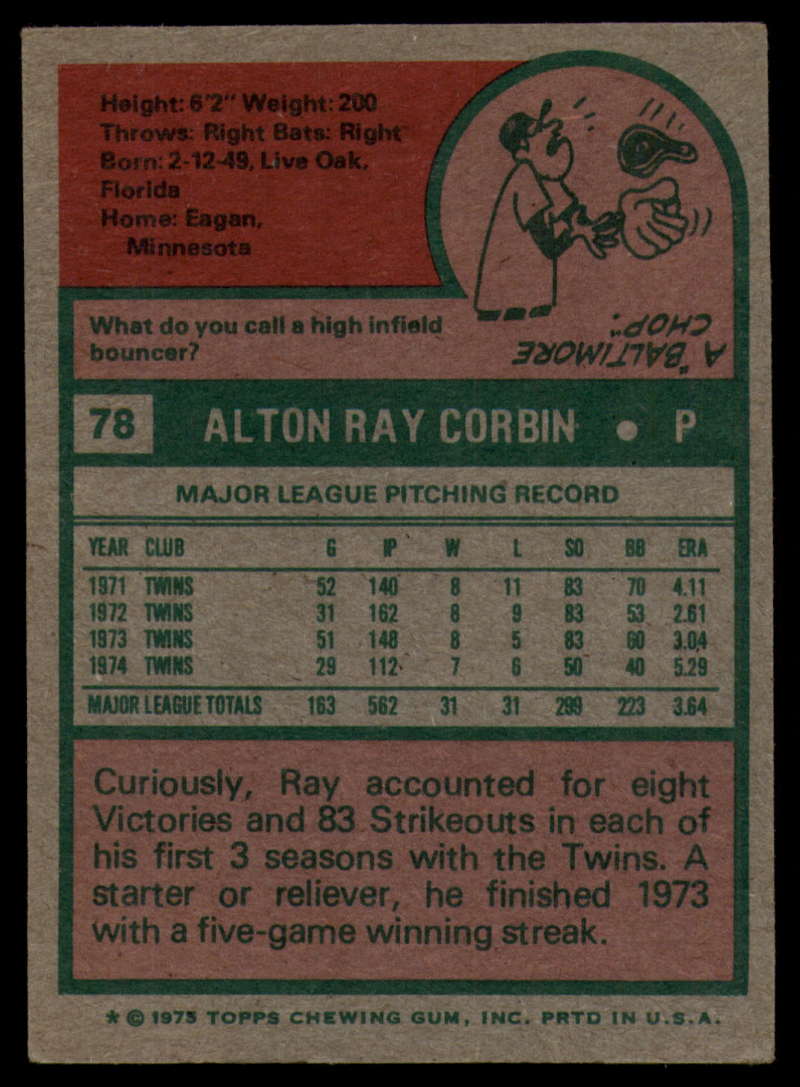 Height: 6'2" Weight: 200
Throws: Right Bats: Right
Born: 2-12-49, Live Oak,
Florida
Home: Eagan,
Minnesota
What do you call a high infield
bouncer?
A "BALTIMORE
CHOP".
78 ALTON RAY CORBIN • P
MAJOR LEAGUE PITCHING RECORD
YEAR CLUB G IP W L SO BB ERA
1971 TWINS 52 140 8 11 83 70 4.11
1972 TWINS 31 162 8 9 83 53 2.61
1973 TWINS 51 148 8 5 83 60 3.04
1974 TWINS 29 112 7 6 50 40 5.29
MAJOR LEAGUE TOTALS 163 562 31 31 299 223 3.64
Curiously, Ray accounted for eight
Victories and 83 Strikeouts in each of
his first 3 seasons with the Twins. A
starter or reliever, he finished 1973
with a five-game winning streak.
* © 1975 TOPPS CHEWING GUM, INC. PRTD IN U.S.A.